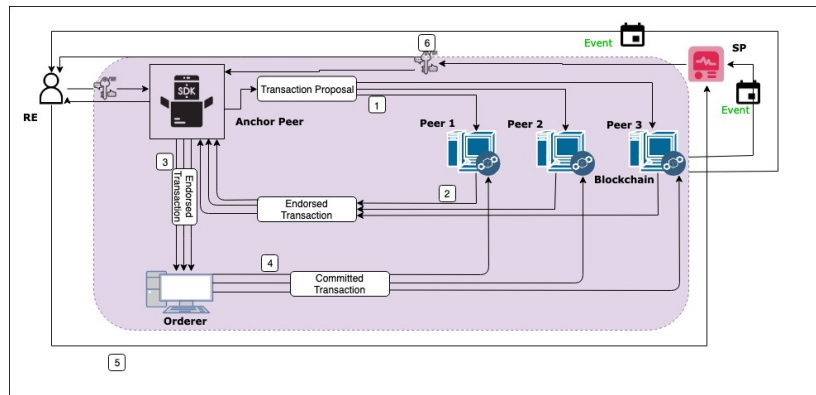 Event
6
SP
SDK
RE
Transaction Proposal
1
Anchor Peer
Event
Peer 1
Peer 2
Peer 3
3
Endorsed
Transaction
2
Blockchain
Endorsed
Transaction
4
Committed
Transaction
Orderer
5